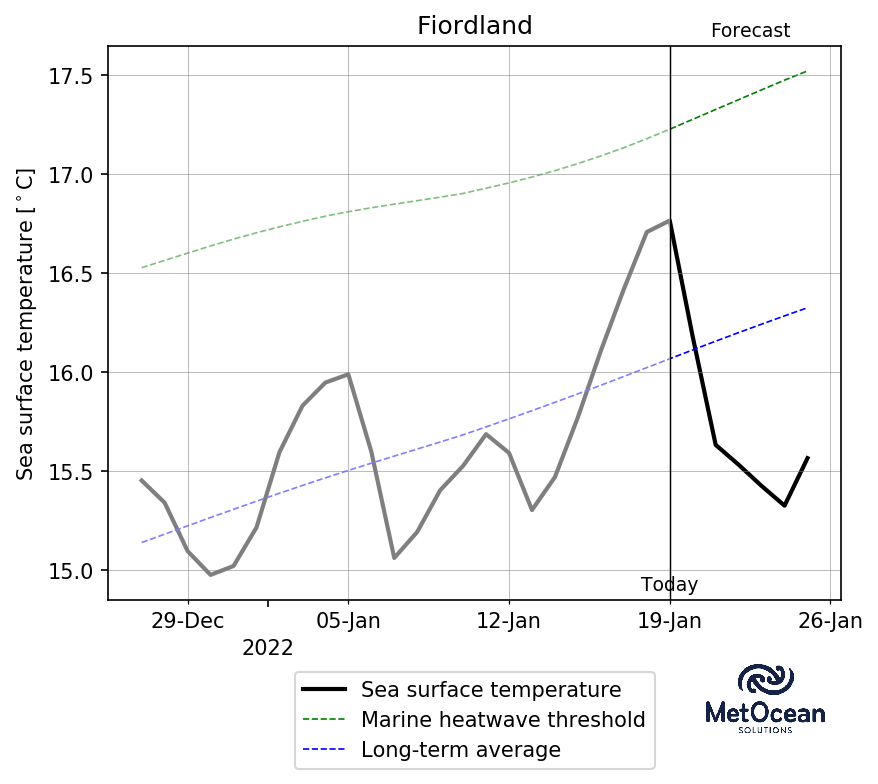 Fiordland
Forecast
17.5
17.0
16.5
16.0
15.5
15.0
Sea surface temperature [°C]
Today
29-Dec 05-Jan 12-Jan 19-Jan 26-Jan
2022
Sea surface temperature
Marine heatwave threshold
Long-term average
MetOcean
SOLUTIONS